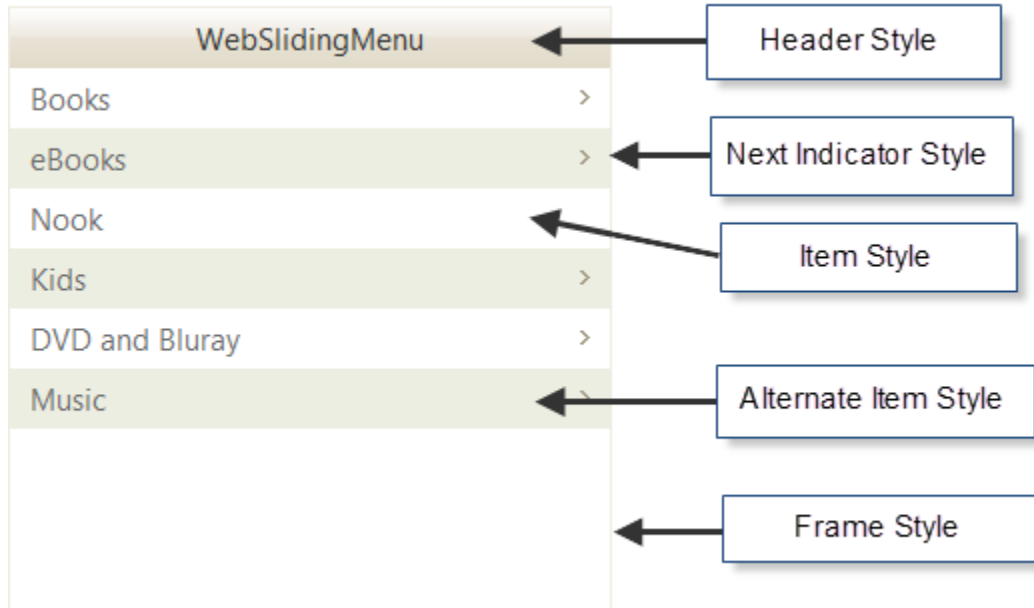 WebSlidingMenu
Header Style
Books
eBooks
Next Indicator Style
Nook
Item Style
Kids
DVD and Bluray
Music
Alternate Item Style
Frame Style